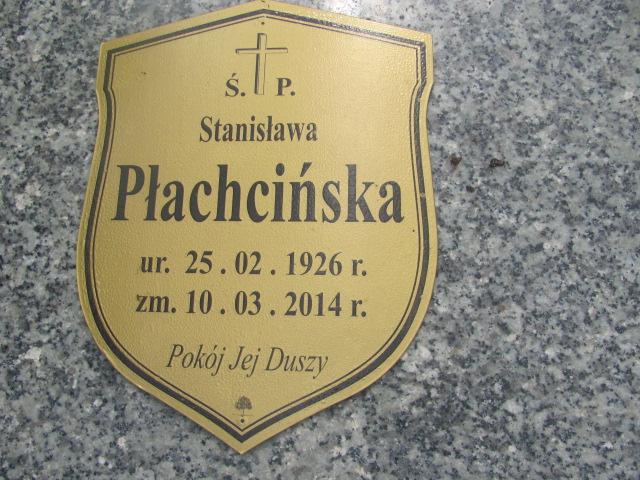 Ś. P.
Stanisława
Płachcińska
ur. 25 . 02 . 1926 r.
zm. 10 . 03 . 2014 r.
Pokój Jej Duszy